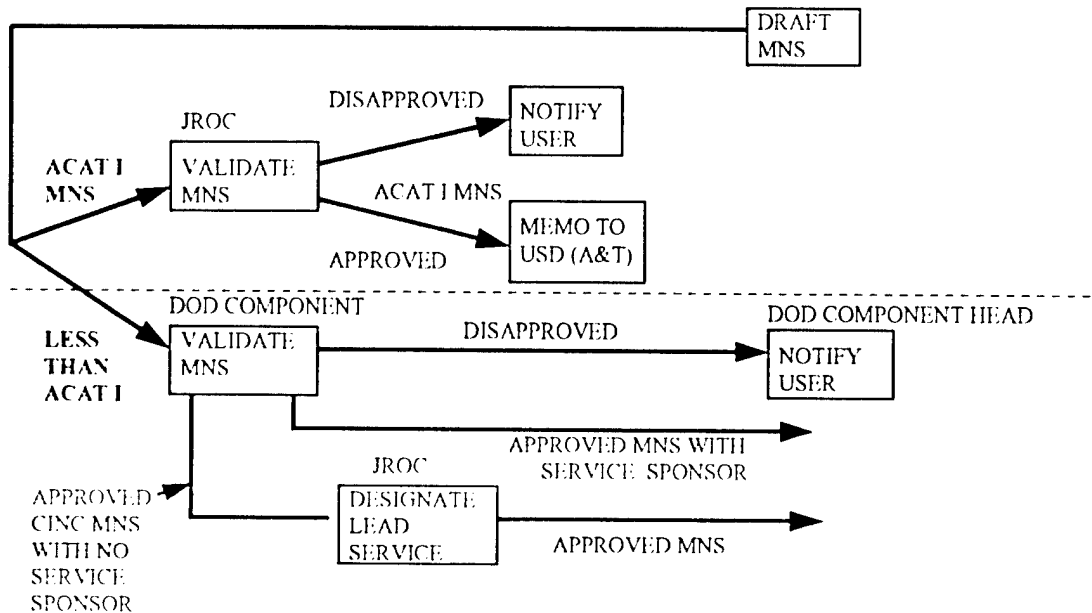 DRAFT
MNS
DISAPPROVED
NOTIFY
USER
JROC
ACAT I
MNS
VALIDATE
MNS
ACAT I MNS
MEMO TO
USD (A&T)
APPROVED
DOD COMPONENT
DOD COMPONENT HEAD
LESS
THAN
ACAT I
VALIDATE
MNS
DISAPPROVED
NOTIFY
USER
APPROVED MNS WITH
SERVICE SPONSOR
JROC
APPROVED
CINC MNS
WITH NO
SERVICE
SPONSOR
DESIGNATE
LEAD
SERVICE
APPROVED MNS